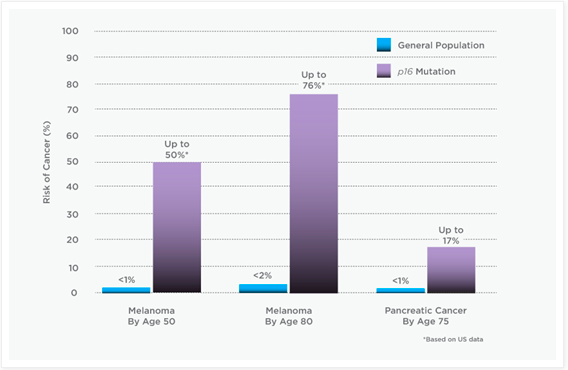 100
90
80
70
60
50
40
30
20
10
0
Risk of Cancer (%)
General Population
p16 Mutation
<1%
Up to
50%*
<2%
Up to
76%*
<1%
Up to
17%
Melanoma
By Age 50
Melanoma
By Age 80
Pancreatic Cancer
By Age 75
*Based on US data